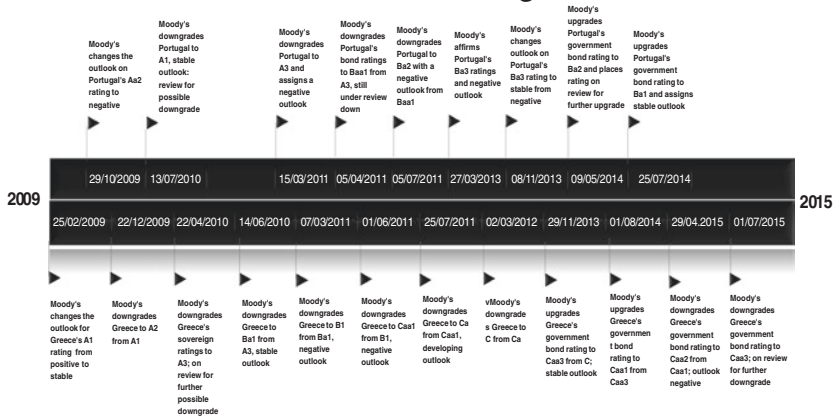 Moody's
changes the
outlook on
Portugal's Aa2
rating to
negative
Moody's
downgrades
Portugal to
A1, stable
outlook:
review for
possible
downgrade
Moody's
downgrades
Portugal to
A3 and
assigns a
negative
outlook
Moody's
downgrades
Portugal's
bond ratings
to Baa1 from
A3, still
under review
down
Moody's
downgrades
Portugal to
Ba2 with a
negative
outlook from
Baa1
Moody's
affirms
Portugal's
Ba3 ratings
and negative
outlook
Moody's
changes
outlook on
Portugal's
Ba3 rating to
stable from
negative
Moody's
upgrades
Portugal's
government
bond rating to
Ba2 and places
rating on
review for
further upgrade
Moody's
upgrades
Portugal's
government
bond rating to
Ba1 and assigns
stable outlook
29/10/2009 13/07/2010 15/03/2011 05/04/2011 05/07/2011 27/03/2013 08/11/2013 09/05/2014 25/07/2014
2009
2015
25/02/2009 22/12/2009 22/04/2010 14/06/2010 07/03/2011 01/06/2011 25/07/2011 02/03/2012 29/11/2013 01/08/2014 29/04.2015 01/07/2015
Moody's
changes the
outlook for
Greece's A1
rating from
positive to
stable
Moody's
downgrades
Greece to A2
from A1
Moody's
downgrades
Greece's
sovereign
ratings to
A3; on
review for
further
possible
downgrade
Moody's
downgrades
Greece to
Ba1 from
A3, stable
outlook
Moody's
downgrades
Greece to B1
from Ba1,
negative
outlook
Moody's
downgrades
Greece to Caa1
from B1,
negative
outlook
Moody's
downgrades
Greece to Ca
from Caa1,
developing
outlook
vMoody's
downgrade
s Greece to
C from Ca
Moody's
upgrades
Greece's
government
bond rating to
Caa3 from C;
stable outlook
Moody's
upgrades
Greece's
governmen
t bond
rating to
Caa1 from
Caa3
Moody's
downgrades
Greece's
government
bond rating to
Caa2 from
Caa1; outlook
negative
Moody's
downgrades
Greece's
government
bond rating to
Caa3; on review
for further
downgrade